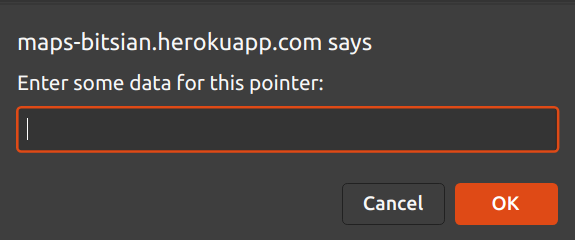 maps-bitsian.herokuapp.com says
Enter some data for this pointer:
Cancel OK